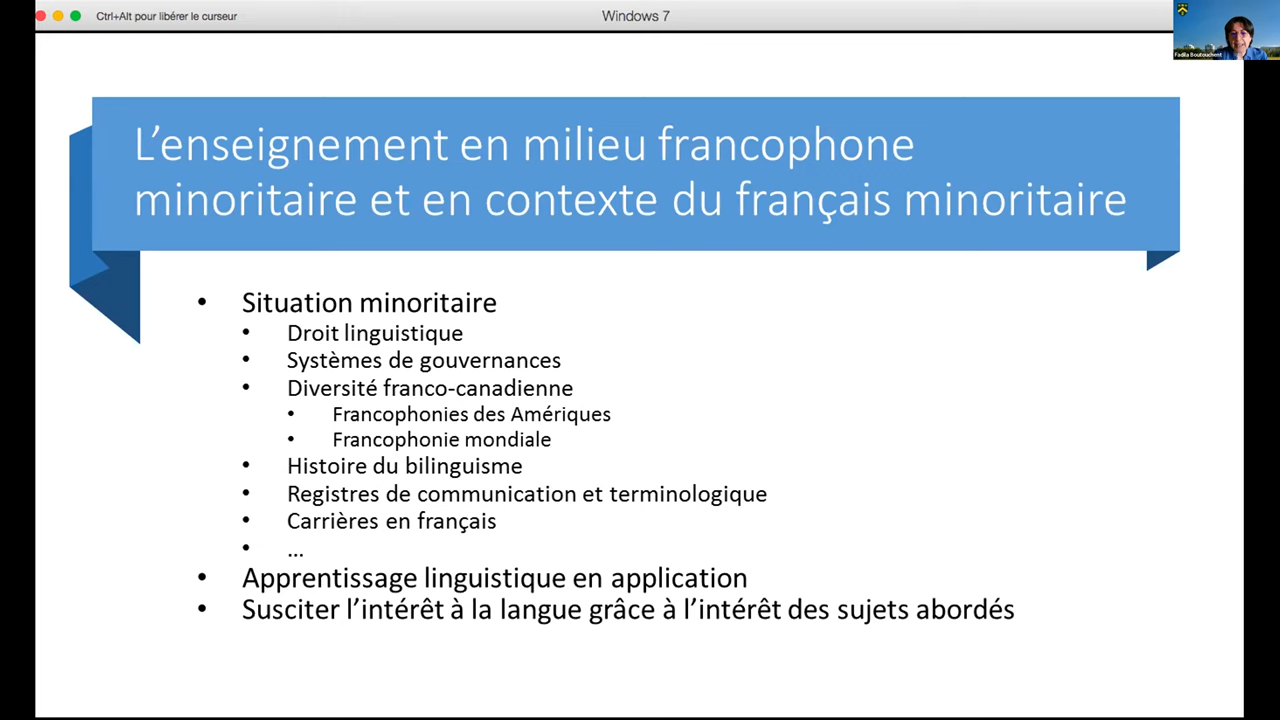 Ctrl+Alt pour libérer le curseur
Windows 7
Fadila Boutouchent
L’enseignement en milieu francophone
minoritaire et en contexte du français minoritaire
• Situation minoritaire
• Droit linguistique
• Systèmes de gouvernances
• Diversité franco-canadienne
• Francophonies des Amériques
• Francophonie mondiale
• Histoire du bilinguisme
• Registres de communication et terminologique
• Carrières en français
• …
• Apprentissage linguistique en application
• Susciter l’intérêt à la langue grâce à l’intérêt des sujets abordés